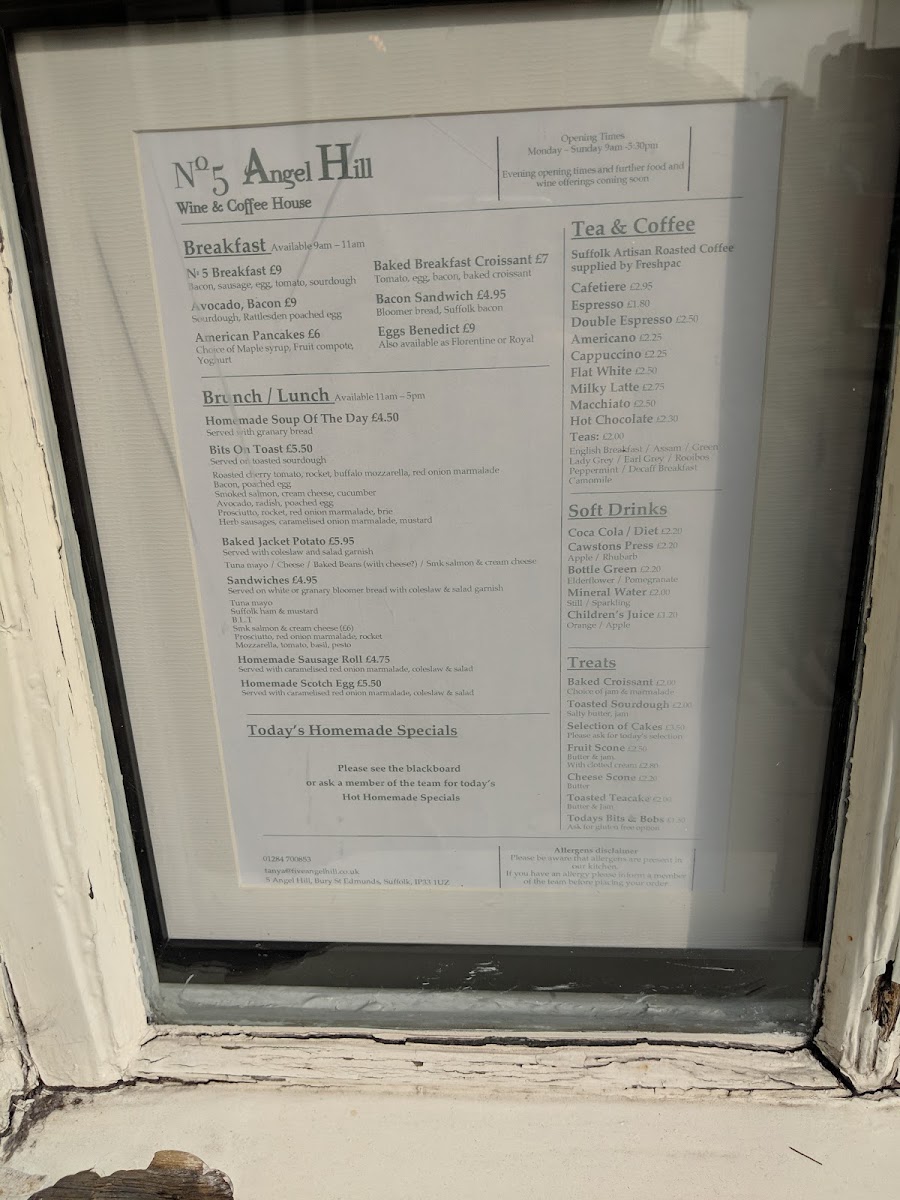 Nº5 Angel Hill
Wine & Coffee House
Opening Times
Monday – Sunday 9am -5:30pm
Evening opening times and further food and
wine offerings coming soon
Breakfast Available 9am – 11am
Nº 5 Breakfast £9
Bacon, sausage, egg, tomato, sourdough
Avocado, Bacon £9
Sourdough, Rattlesden poached egg
American Pancakes £6
Choice of Maple syrup, Fruit compote,
Yoghurt
Baked Breakfast Croissant £7
Tomato, egg, bacon, baked croissant
Bacon Sandwich £4.95
Bloomer bread, Suffolk bacon
Eggs Benedict £9
Also available as Florentine or Royal
Brunch / Lunch Available 11am – 5pm
Homemade Soup Of The Day £4.50
Served with granary bread
Bits On Toast £5.50
Served on toasted sourdough
Roasted cherry tomato, rocket, buffalo mozzarella, red onion marmalade
Bacon, poached egg
Smoked salmon, cream cheese, cucumber
Avocado, radish, poached egg
Prosciutto, rocket, red onion marmalade, brie
Herb sausages, caramelised onion marmalade, mustard
Baked Jacket Potato £5.95
Served with coleslaw and salad garnish
Tuna mayo / Cheese / Baked Beans (with cheese?) / Smk salmon & cream cheese
Sandwiches £4.95
Served on white or granary bloomer bread with coleslaw & salad garnish
Tuna mayo
Suffolk ham & mustard
B.L.T
Smk salmon & cream cheese (£6)
Prosciutto, red onion marmalade, rocket
Mozzarella, tomato, basil, pesto
Homemade Sausage Roll £4.75
Served with caramelised red onion marmalade, coleslaw & salad
Homemade Scotch Egg £5.50
Served with caramelised red onion marmalade, coleslaw & salad
Today's Homemade Specials
Please see the blackboard
or ask a member of the team for today's
Hot Homemade Specials
Tea & Coffee
Suffolk Artisan Roasted Coffee
supplied by Freshpac
Cafetiere £2.95
Espresso £1.80
Double Espresso £2.50
Americano £2.25
Cappuccino £2.25
Flat White £2.50
Milky Latte £2.75
Macchiato £2.50
Hot Chocolate £2.50
Teas: £2.00
English Breakfast / Assam / Green
Lady Grey / Earl Grey / Rooibos
Peppermint / Decaff Breakfast
Camomile
Soft Drinks
Coca Cola / Diet £2.20
Cawstons Press £2.20
Apple / Rhubarb
Bottle Green £2.20
Elderflower / Pomegranate
Mineral Water £2.00
Still / Sparkling
Children's Juice £1.20
Orange / Apple
Treats
Baked Croissant £2.00
Choice of jam & marmalade
Toasted Sourdough £2.00
Salty butter, jam
Selection of Cakes
Please ask for today's selection
Fruit Scone £2.50
Butter & jam
With clotted cream £2.80
Cheese Scone £2.20
Butter
Toasted Teacake
Butter & Jam
Todays Bits & Bobs
Ask for gluten free option
01284 700853
tanya@fiveangelhill.co.uk
5 Angel Hill, Bury St Edmunds, Suffolk, IP33 1UZ
Allergens disclaimer
Please be aware that allergens are present in
our kitchen.
If you have an allergy please inform a member
of the team before placing your order